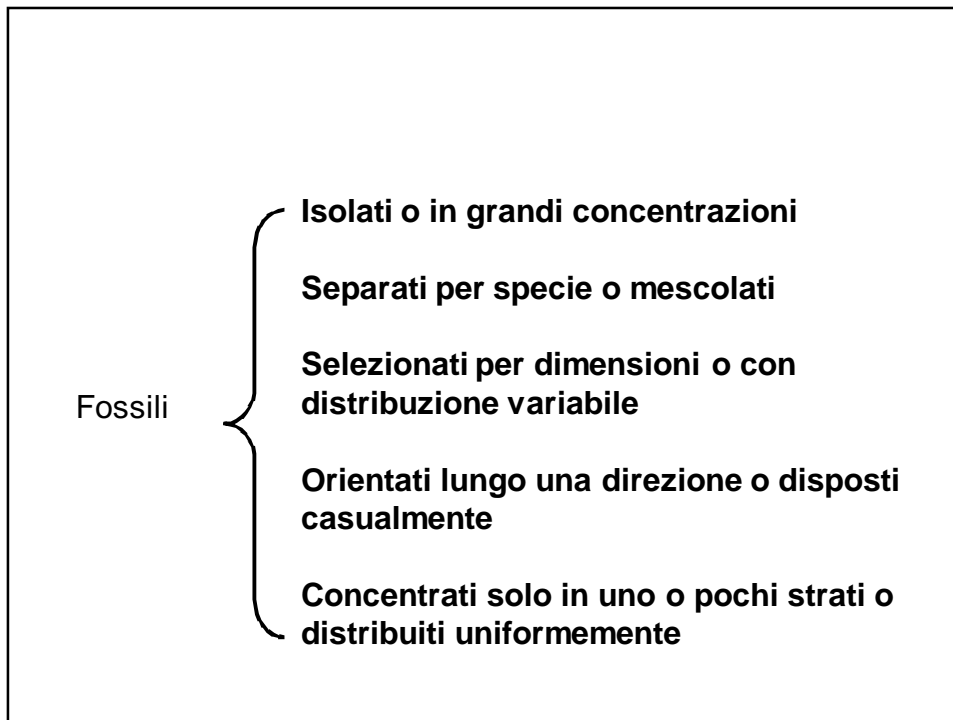 Isolati o in grandi concentrazioni
Separati per specie o mescolati
Selezionati per dimensioni o con
distribuzione variabile
Fossili
Orientati lungo una direzione o disposti
casualmente
Concentrati solo in uno o pochi strati o
distribuiti uniformemente